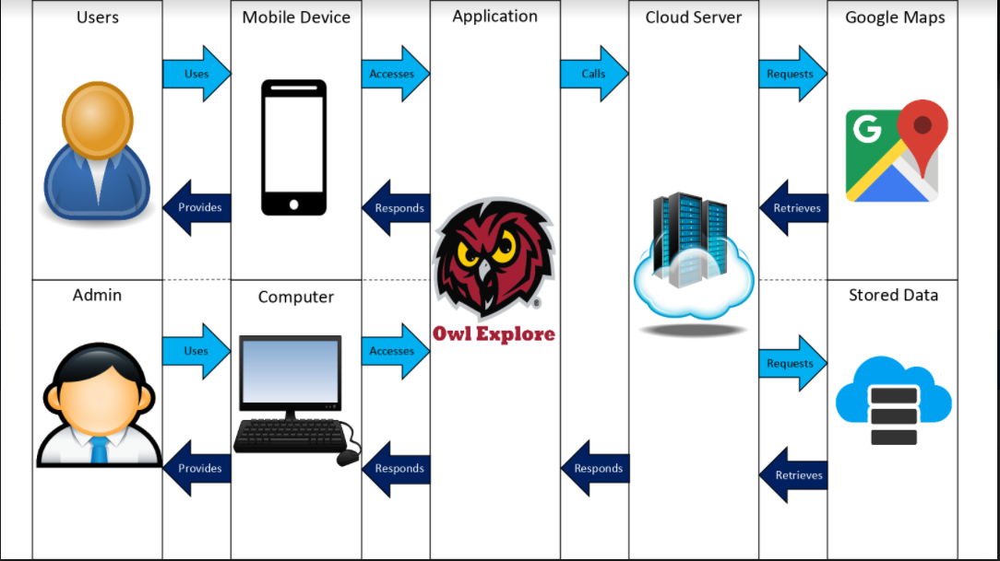 Users
Mobile Device
Application
Cloud Server
Google Maps
Uses
Accesses
Calls
Requests
G
Provides
Responds
Retrieves
®
Owl Explore
Admin
Computer
Stored Data
Uses
Accesses
Requests
Provides
Responds
Responds
Retrieves